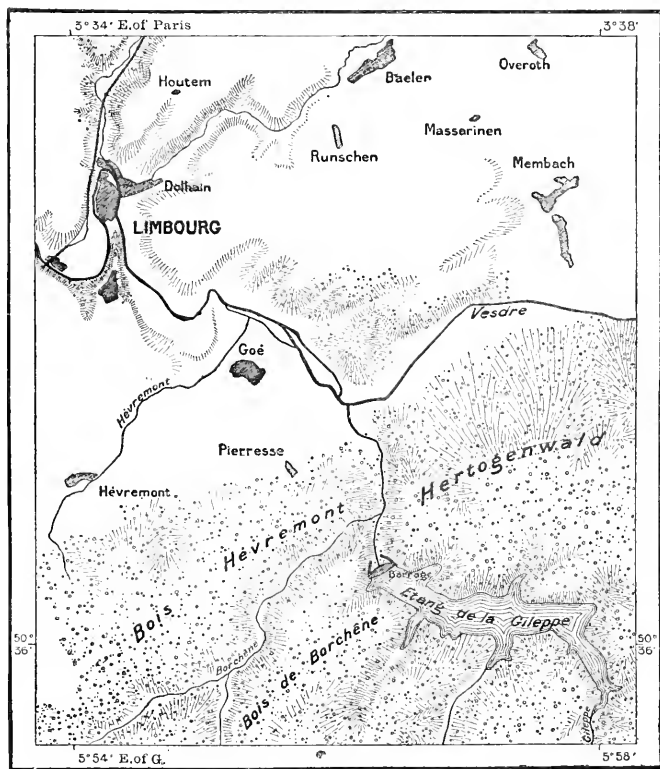 3°34' E.of Paris
3°38'
Houtem
Baelen
Overoth
Massarinen
Runschen
Membach
Dolhain
LIMBOURG
Vesdre
Goé
Hèvremont
Pierresse
Hertogenwald
Hévremont
Hèvremont
Barrage
Etang de la Gileppe
Bois
50°
36'
50°
36'
Borchêne
Bois de Borchêne
Gileppe
5°54' E.of G.
5°58'